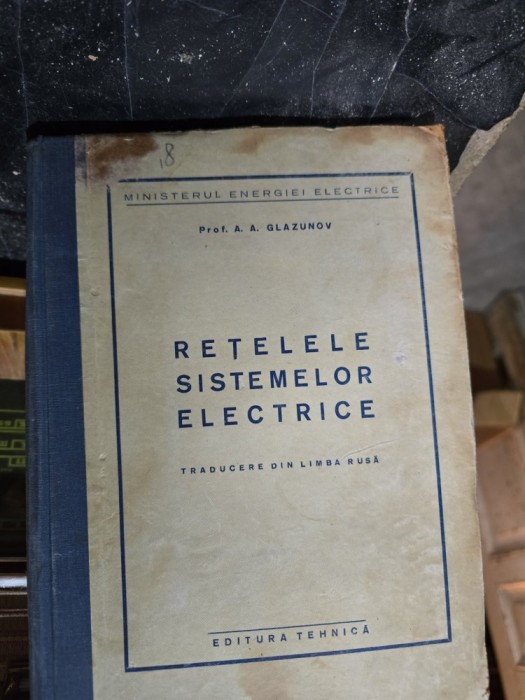 18
MINISTERUL ENERGIEI ELECTRICE
Prof. A. A. GLAZUNOV
REȚELELE
SISTEMELOR
ELECTRICE
TRADUCERE DIN LIMBA RUSĂ
EDITURA TEHNICĂ